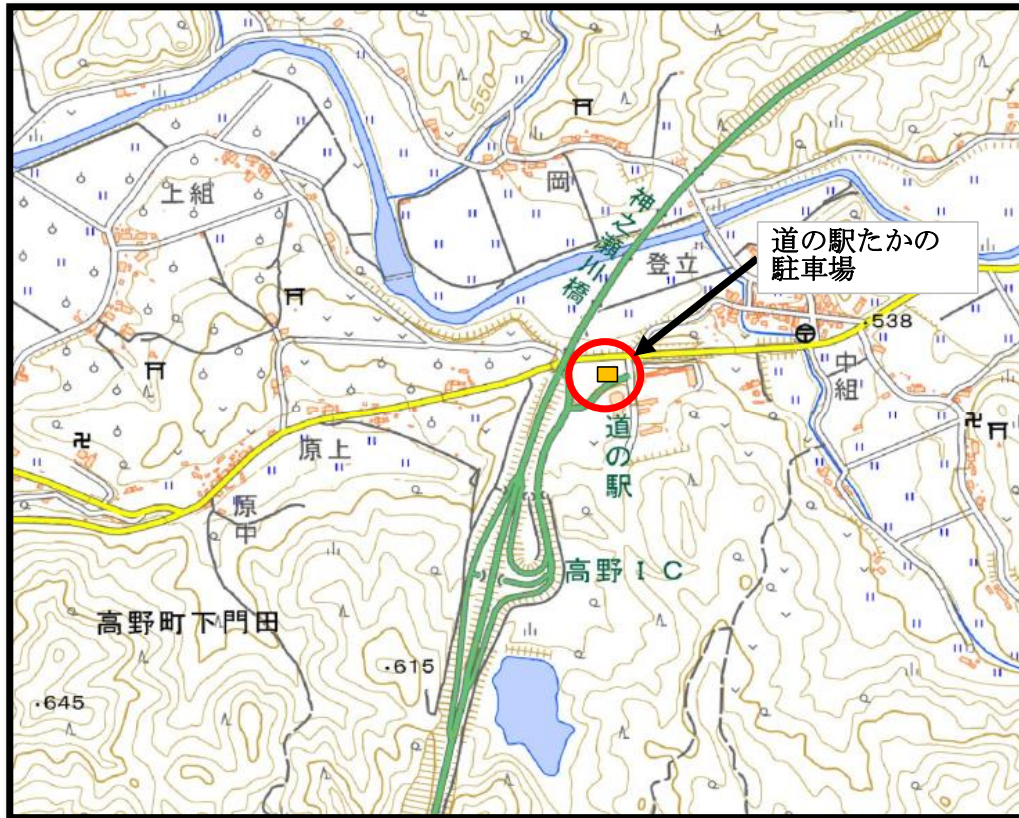 550
上組
岡
神之瀬川橋
登立
道の駅たかの
駐車場
538
中組
原上
道の駅
原中
高野IC
高野町下門田
615
645